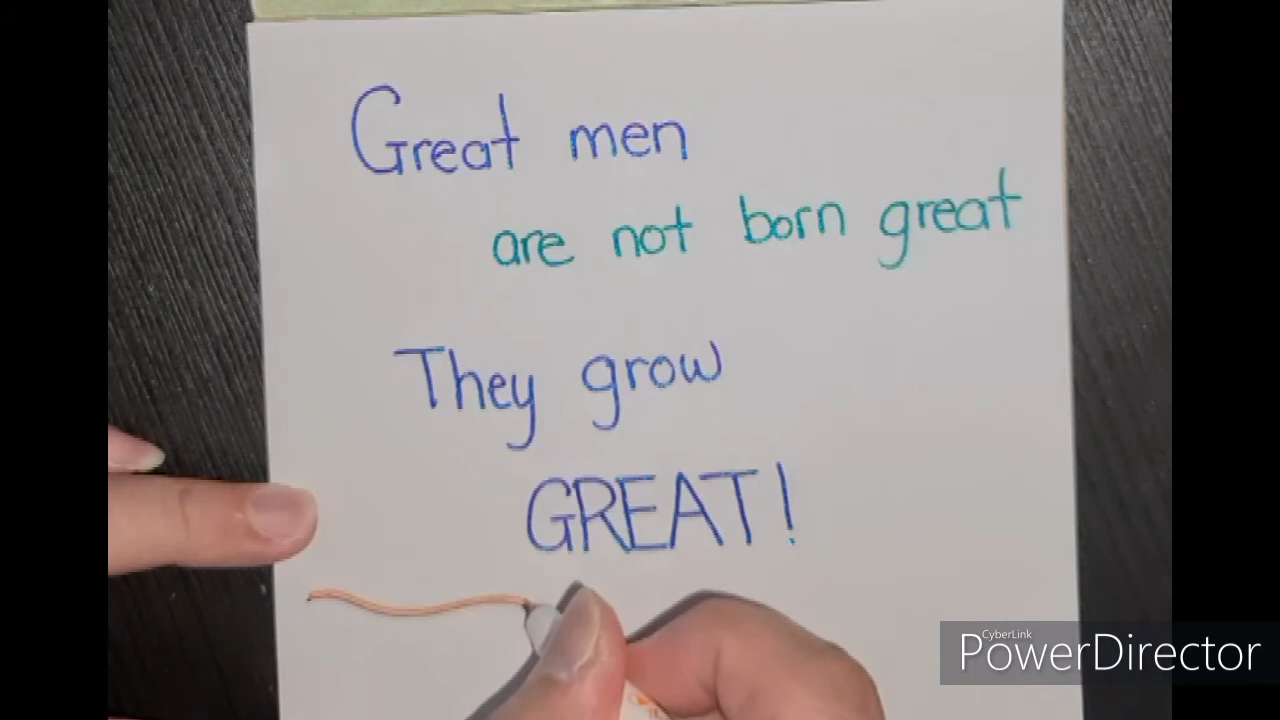 Great men
are not born great
They grow
GREAT!
CyberLink
PowerDirector